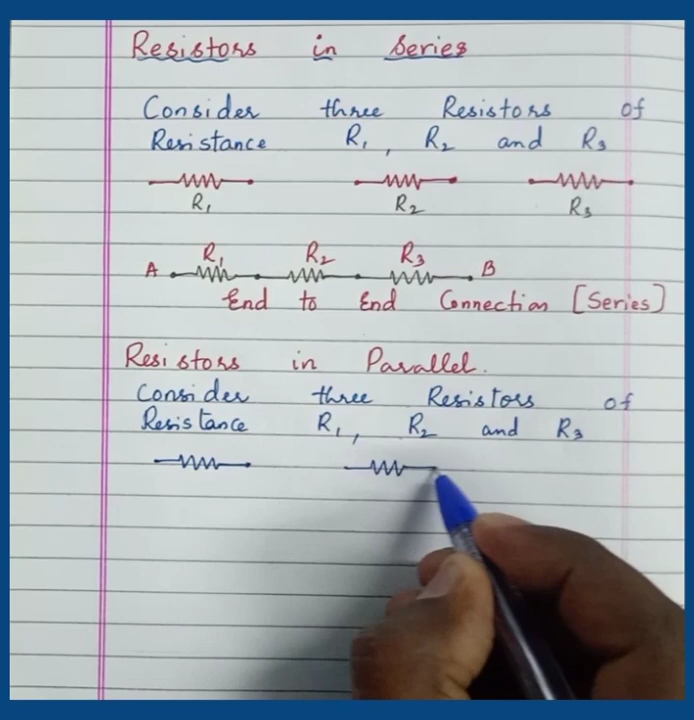 Resistors in Series
Consider three Resistors of
Resistance R₁, R₂ and R₃
R₁ R₂ R₃
R₁ R₂ R₃
A B
End to End Connection [Series]
Resistors in Parallel.
Consider three Resistors of
Resistance R₁, R₂ and R₃